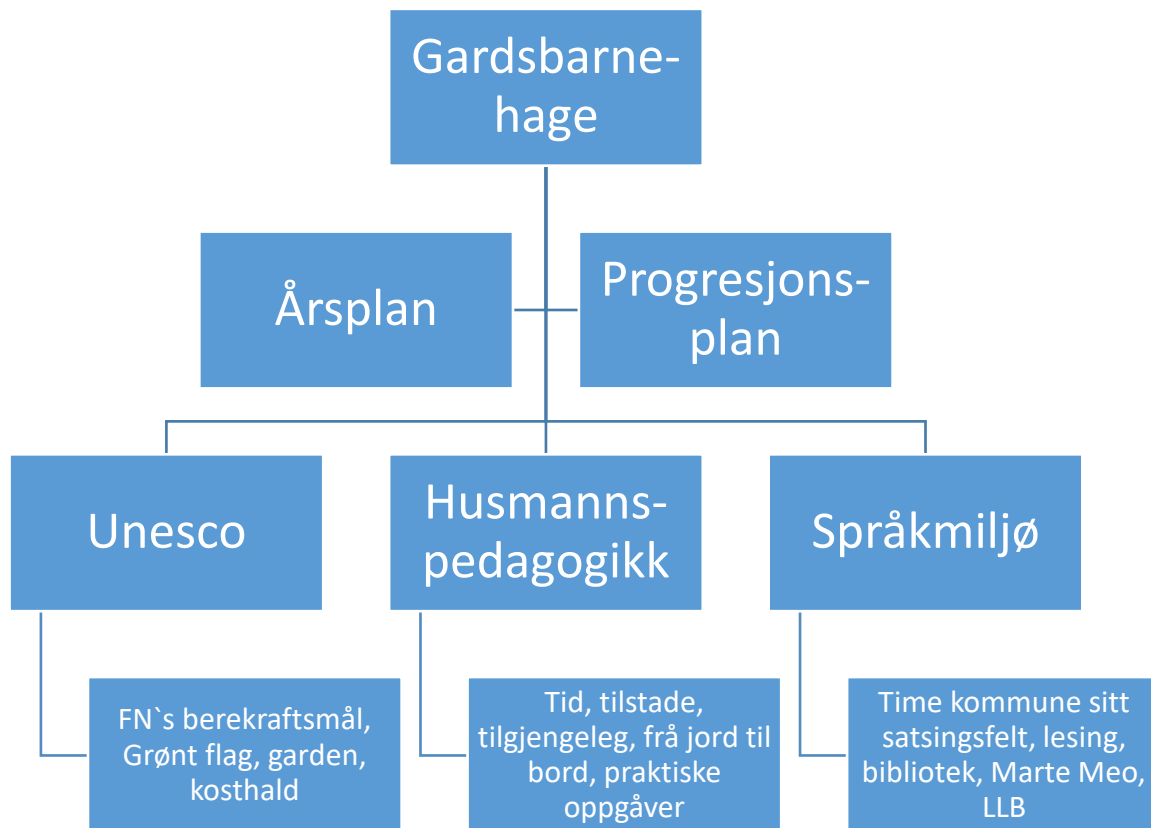 Gardsbarne-
hage
Årsplan
Progresjons-
plan
Unesco
Husmanns-
pedagogikk
Språkmiljø
FN`s berekraftsmål,
Grønt flag, garden,
kosthald
Tid, tilstade,
tilgjengeleg, frå jord til
bord, praktiske
oppgåver
Time kommune sitt
satsingsfelt, lesing,
bibliotek, Marte Meo,
LLB